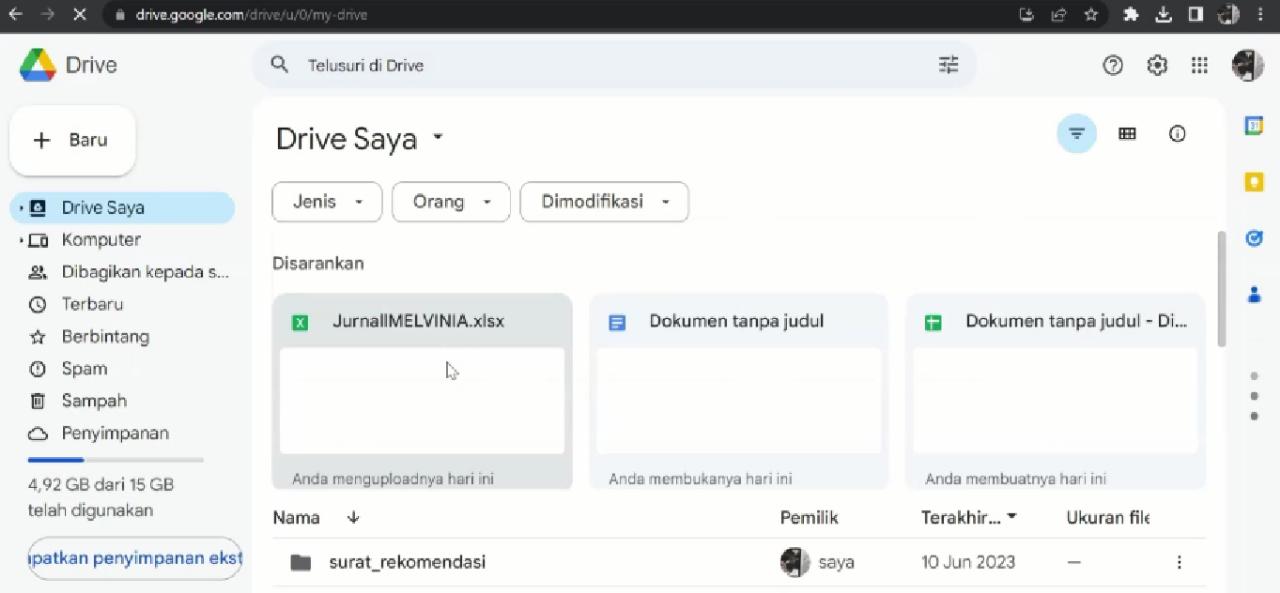 drive.google.com/drive/u/0/my-drive
Drive
Telusuri di Drive
Baru
Drive Saya
Komputer
Dibagikan kepada s...
Terbaru
Berbintang
Spam
Sampah
Penyimpanan
4,92 GB dari 15 GB
telah digunakan
apatkan penyimpanan ekst
Drive Saya
Jenis
Orang
Dimodifikasi
Disarankan
JurnalIMELVINIA.xlsx
Anda menguploadnya hari ini
Dokumen tanpa judul
Anda membukanya hari ini
Dokumen tanpa judul - Di...
Anda membuatnya hari ini
Nama Pemilik Terakhir... Ukuran file
surat_rekomendasi saya 10 Jun 2023 —